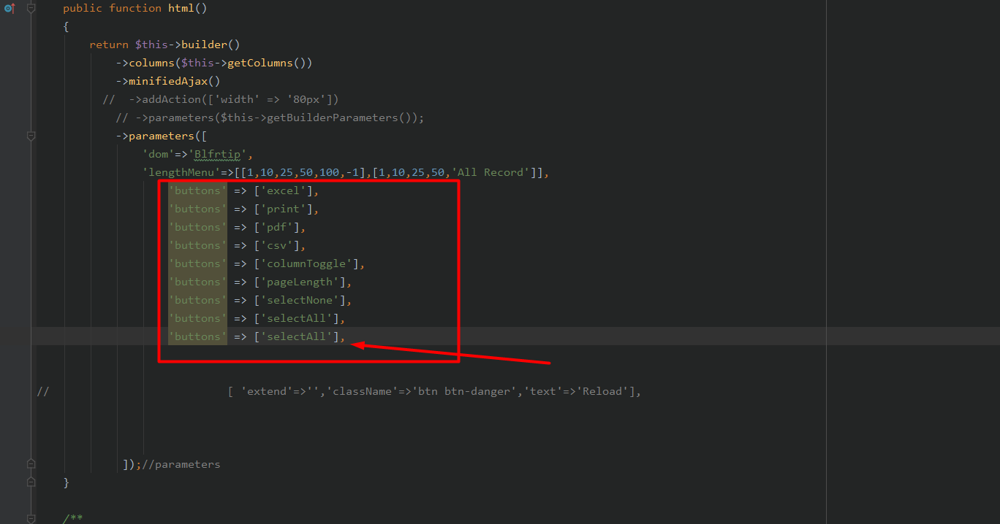 public function html()
{
return $this->builder()
->columns($this->getColumns())
->minifiedAjax()
// ->addAction(['width' => '80px'])
// ->parameters($this->getBuilderParameters());
->parameters([
'dom'=>'Blfrtip',
'lengthMenu'=>[[1,10,25,50,100,-1],[1,10,25,50,'All Record']],
'buttons' => ['excel'],
'buttons' => ['print'],
'buttons' => ['pdf'],
'buttons' => ['csv'],
'buttons' => ['columnToggle'],
'buttons' => ['pageLength'],
'buttons' => ['selectNone'],
'buttons' => ['selectAll'],
'buttons' => ['selectAll'],
// [ 'extend'=>'','className'=>'btn btn-danger','text'=>'Reload'],
]);//parameters
}
/**